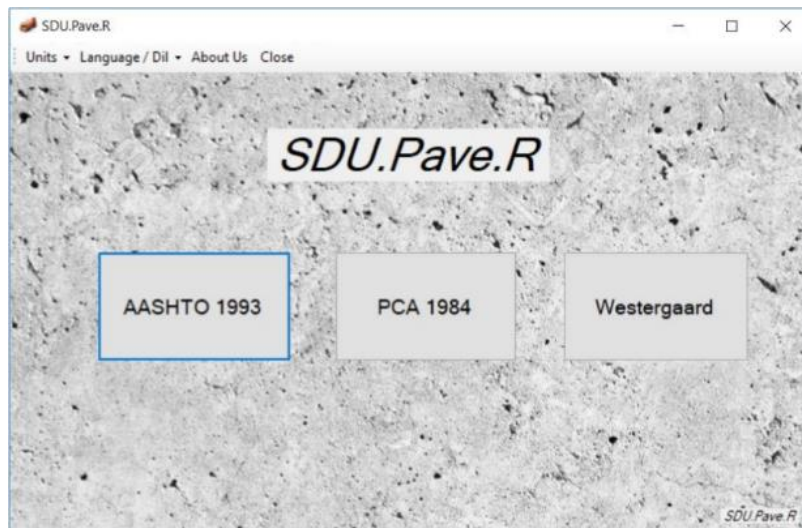 SDU.Pave.R
Units Language / Dil About Us Close
SDU.Pave.R
AASHTO 1993 PCA 1984 Westergaard
SDU.Pave.R